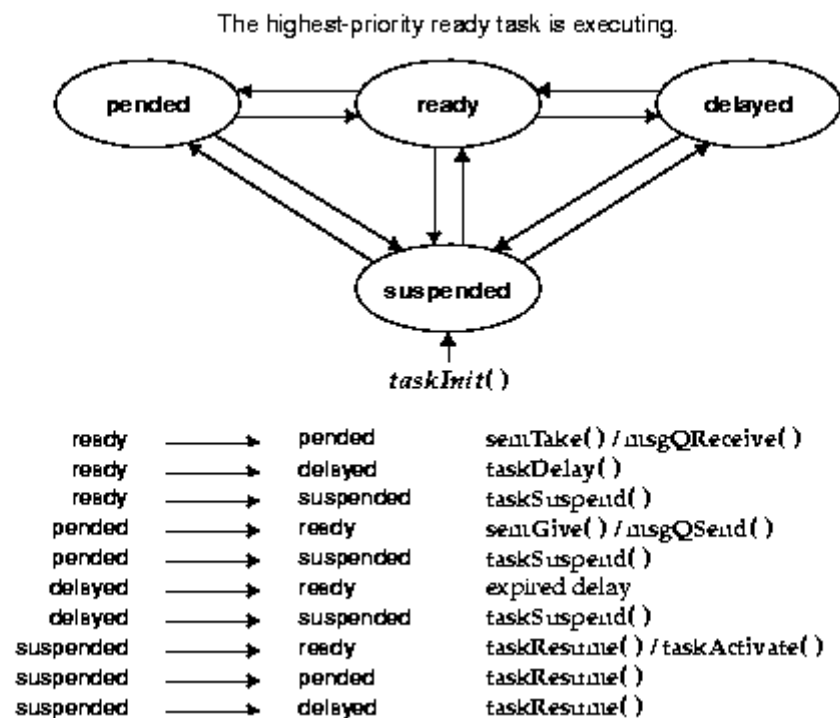 The highest-priority ready task is executing.
pended ready delayed
suspended
taskInit( )
ready pended semTake( ) / msgQReceive( )
ready delayed taskDelay( )
ready suspended taskSuspend( )
pended ready semGive( ) / msgQSend( )
pended suspended taskSuspend( )
delayed ready expired delay
delayed suspended taskSuspend( )
suspended ready taskResume( ) / taskActivate( )
suspended pended taskResume( )
suspended delayed taskResume( )